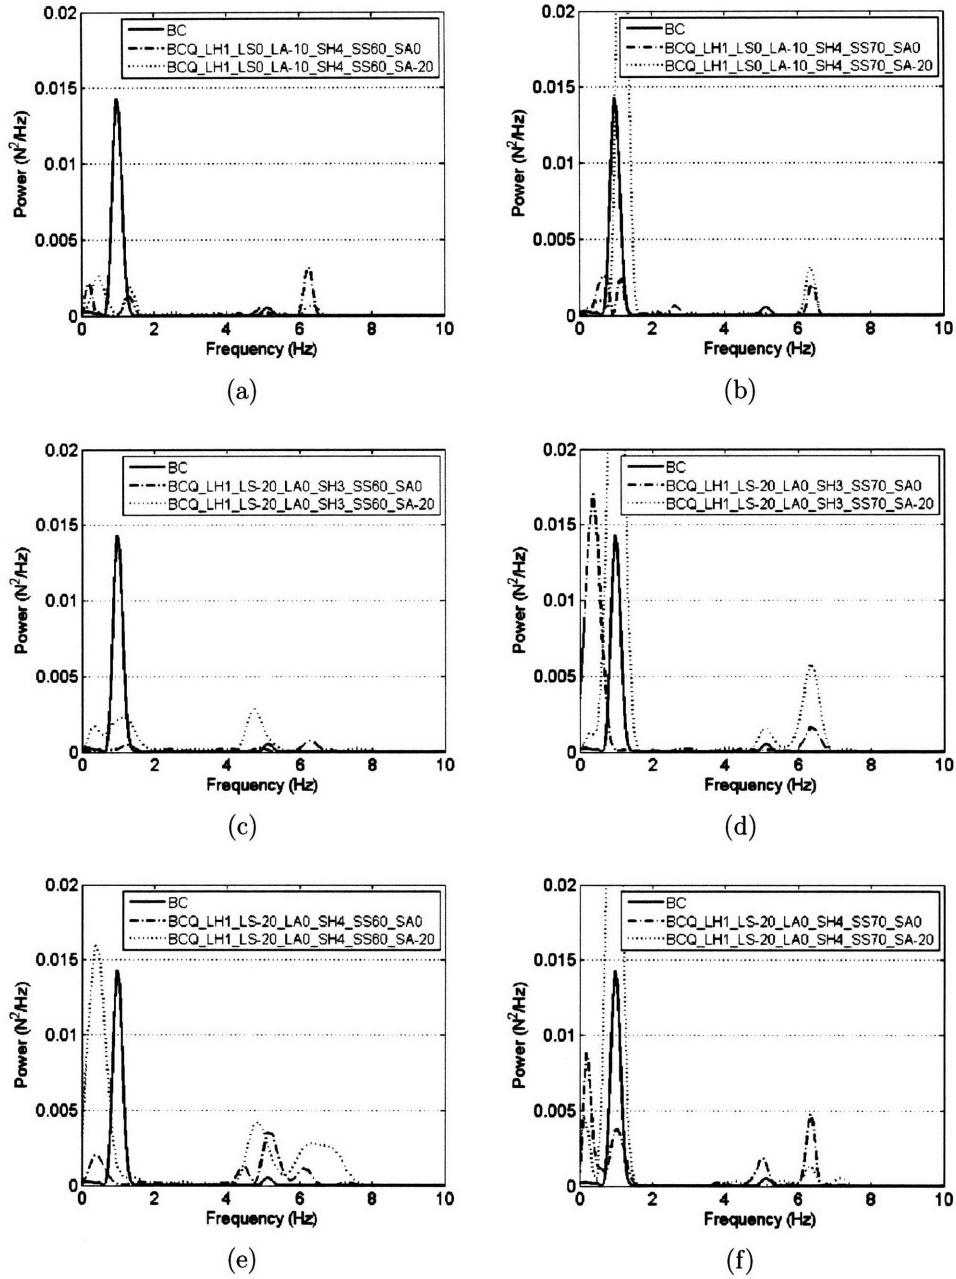 0.02
BC
BCQ_LH1_LS0_LA-10_SH4_SS60_SA0
BCQ_LH1_LS0_LA-10_SH4_SS60_SA-20
0.015
0.01
0.005
0
Power (N²/Hz)
0 2 4 6 8 10
Frequency (Hz)
(a)
0.02
BC
BCQ_LH1_LS0_LA-10_SH4_SS70_SA0
BCQ_LH1_LS0_LA-10_SH4_SS70_SA-20
0.015
0.01
0.005
0
Power (N²/Hz)
0 2 4 6 8 10
Frequency (Hz)
(b)
0.02
BC
BCQ_LH1_LS-20_LA0_SH3_SS60_SA0
BCQ_LH1_LS-20_LA0_SH3_SS60_SA-20
0.015
0.01
0.005
0
Power (N²/Hz)
0 2 4 6 8 10
Frequency (Hz)
(c)
0.02
BC
BCQ_LH1_LS-20_LA0_SH3_SS70_SA0
BCQ_LH1_LS-20_LA0_SH3_SS70_SA-20
0.015
0.01
0.005
0
Power (N²/Hz)
0 2 4 6 8 10
Frequency (Hz)
(d)
0.02
BC
BCQ_LH1_LS-20_LA0_SH4_SS60_SA0
BCQ_LH1_LS-20_LA0_SH4_SS60_SA-20
0.015
0.01
0.005
0
Power (N²/Hz)
0 2 4 6 8 10
Frequency (Hz)
(e)
0.02
BC
BCQ_LH1_LS-20_LA0_SH4_SS70_SA0
BCQ_LH1_LS-20_LA0_SH4_SS70_SA-20
0.015
0.01
0.005
0
Power (N²/Hz)
0 2 4 6 8 10
Frequency (Hz)
(f)